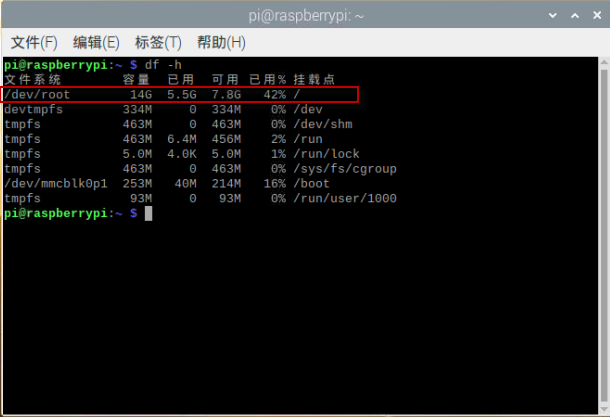 pi@raspberrypi: ~
文件(F) 编辑(E) 标签(T) 帮助(H)
pi@raspberrypi:~ $ df -h
文件系统 容量 已用 可用 已用% 挂载点
/dev/root 14G 5.5G 7.8G 42% /
devtmpfs 334M 0 334M 0% /dev
tmpfs 463M 0 463M 0% /dev/shm
tmpfs 463M 6.4M 456M 2% /run
tmpfs 5.0M 4.0K 5.0M 1% /run/lock
tmpfs 463M 0 463M 0% /sys/fs/cgroup
/dev/mmcblk0p1 253M 40M 214M 16% /boot
tmpfs 93M 0 93M 0% /run/user/1000
pi@raspberrypi:~ $